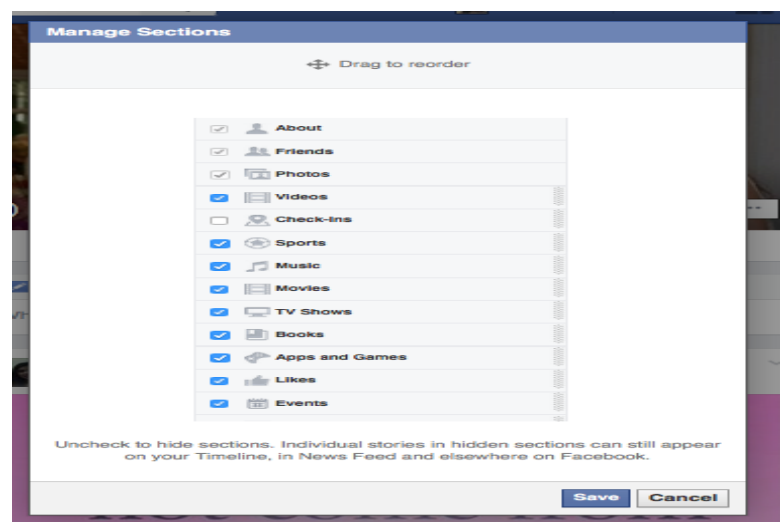 Manage Sections
Drag to reorder
About
Friends
Photos
Videos
Check-Ins
Sports
Music
Movies
TV Shows
Books
Apps and Games
Likes
Events
Uncheck to hide sections. Individual stories in hidden sections can still appear
on your Timeline, in News Feed and elsewhere on Facebook.
Save
Cancel